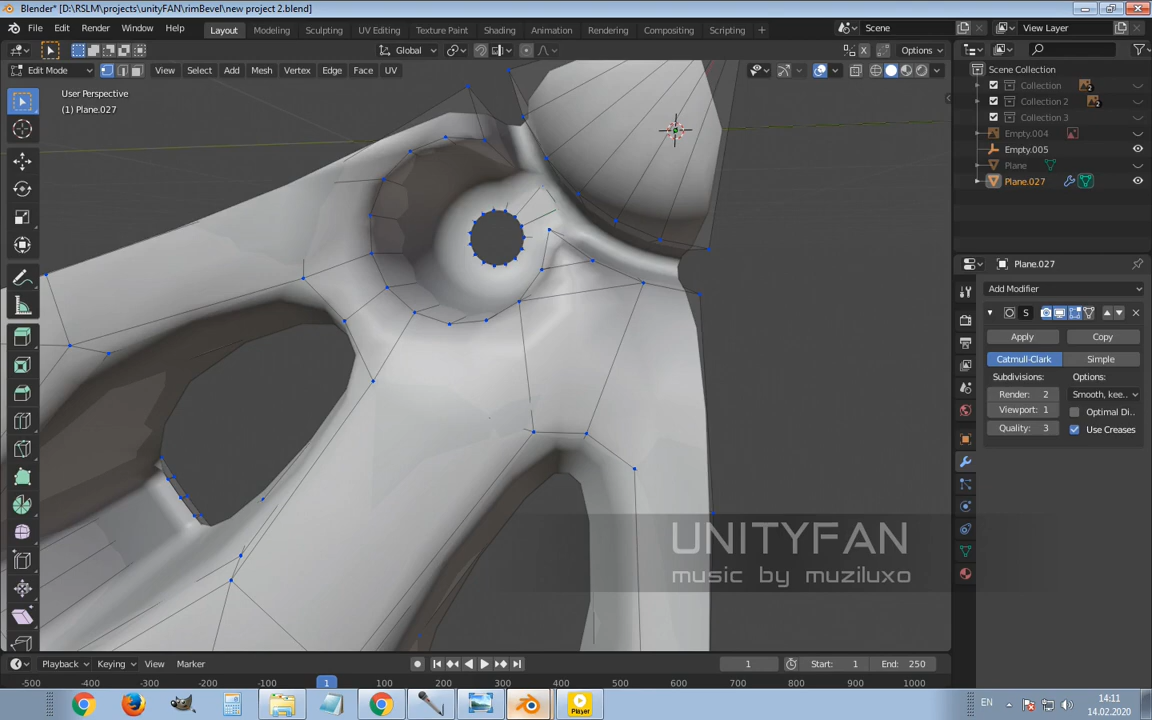 Blender* [D:\RSLM\projects\unityFAN\rimBevel\new project 2.blend]
File Edit Render Window Help Layout Modeling Sculpting UV Editing Texture Paint Shading Animation Rendering Compositing Scripting + Scene View Layer
Global Options
Edit Mode View Select Add Mesh Vertex Edge Face UV
Scene Collection
Collection 2
Collection 2 2
Collection 3
Empty.004
Empty.005
Plane
Plane.027
User Perspective
(1) Plane.027
Plane.027
Add Modifier
S
Apply Copy
Catmull-Clark Simple
Subdivisions: Options:
Render: 2 Smooth, kee..
Viewport: 1 Optimal Di..
Quality: 3 Use Creases
UNITYFAN
music by muziluxo
Playback Keying View Marker 1 Start: 1 End: 250
-500 -400 -300 -200 -100 1 100 200 300 400 500 600 700 800 900 1000
Player
EN
14:11
14.02.2020